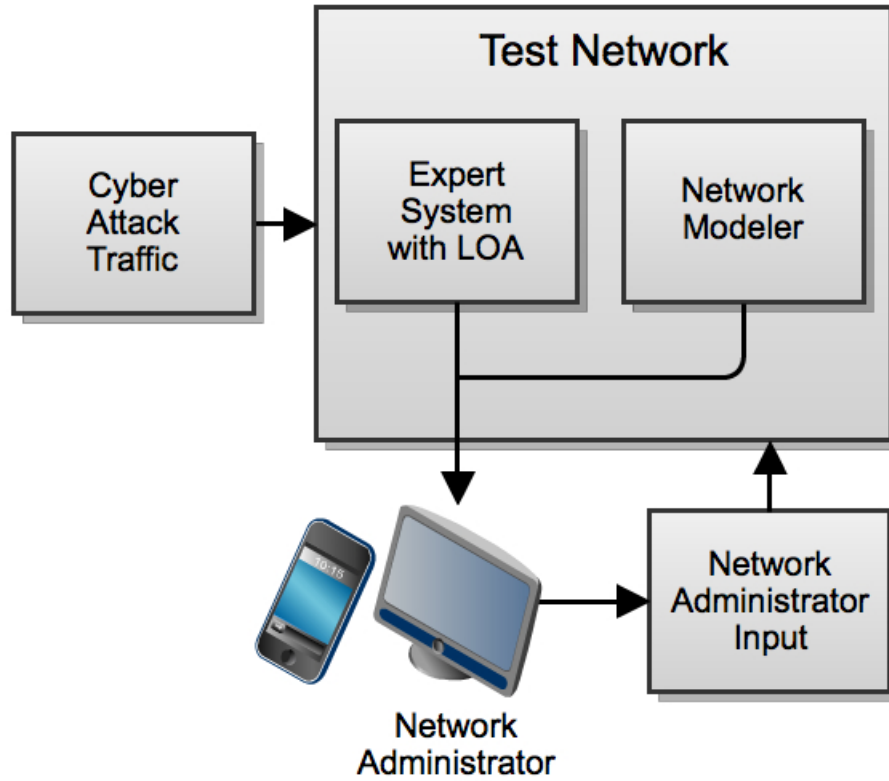 Test Network
Cyber
Attack
Traffic
Expert
System
with LOA
Network
Modeler
10:15
Network
Administrator
Network
Administrator
Input